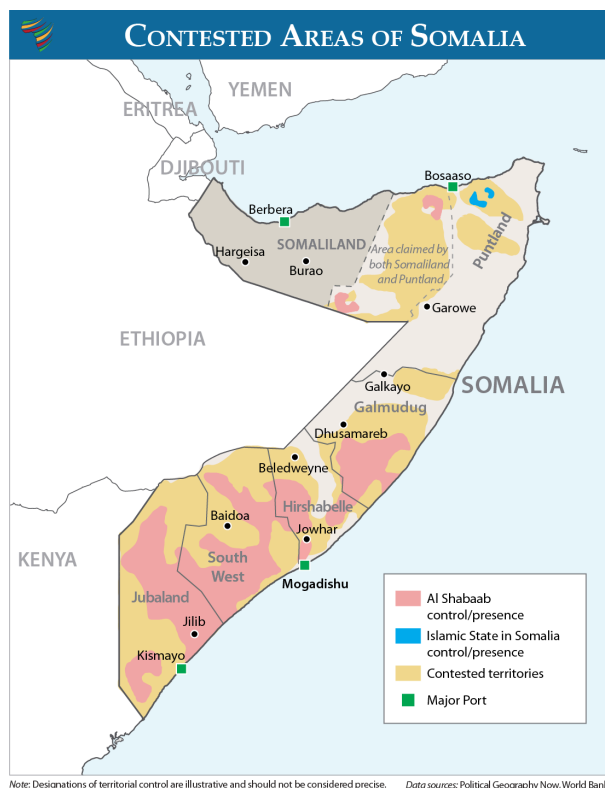 CONTESTED AREAS OF SOMALIA
YEMEN
ERITREA
DJIBOUTI
Bosaaso
Berbera
SOMALILAND
Hargeisa
Burao
Area claimed by
both Somaliland
and Puntland
Puntland
Garowe
ETHIOPIA
Galkayo
SOMALIA
Galmudug
Dhusamareb
Beledweyne
Hirshabelle
Baidoa
Jowhar
KENYA
South
West
Mogadishu
Jubaland
Jilib
Kismayo
Al Shabaab
control/presence
Islamic State in Somalia
control/presence
Contested territories
Major Port
Note: Designations of territorial control are illustrative and should not be considered precise.
Data sources: Political Geography Now, World Bank